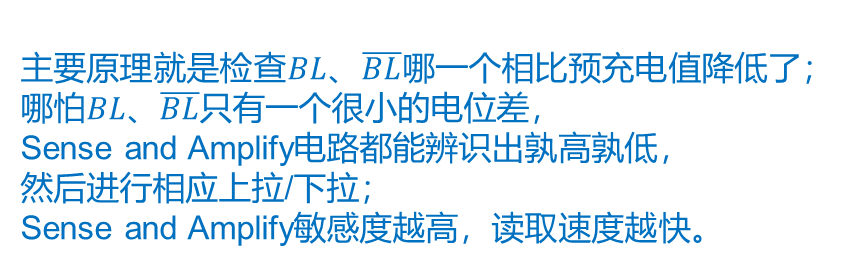 主要原理就是检查𝐵𝐿、\overline{𝐵𝐿}哪一个相比预充电值降低了；
哪怕𝐵𝐿、\overline{𝐵𝐿}只有一个很小的电位差，
Sense and Amplify电路都能辨识出孰高孰低，
然后进行相应上拉/下拉；
Sense and Amplify敏感度越高，读取速度越快。